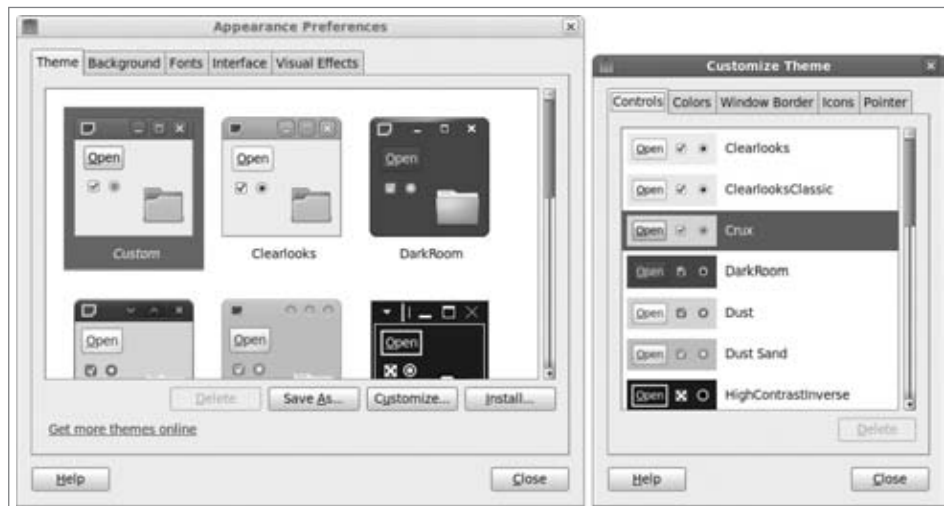 Appearance Preferences
Theme Background Fonts Interface Visual Effects
Open
Custom
Open
Clearlooks
Open
DarkRoom
Open
Open
Open
Delete Save As... Customize... Install...
Get more themes online
Help Close
Customize Theme
Controls Colors Window Border Icons Pointer
Open Clearlooks
Open ClearlooksClassic
Open Crux
Open DarkRoom
Open Dust
Open Dust Sand
Open HighContrastInverse
Delete
Help Close